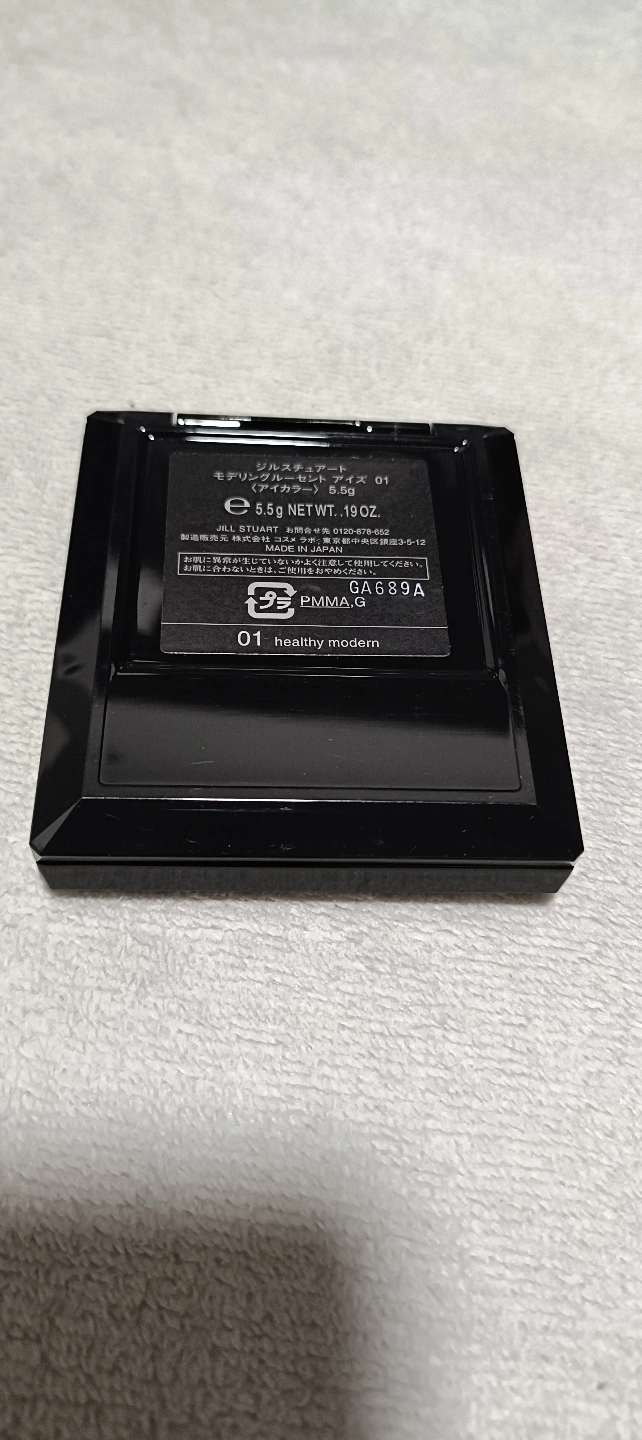 ジルスチュアート
モデリングルーセント アイズ 01
〈アイカラー〉 5.5g
℮ 5.5g NET WT. .19 OZ.
JILL STUART お問合せ先 0120-878-652
製造販売元 株式会社 コスメ ラボ 東京都中央区銀座3-5-12
MADE IN JAPAN
お肌に異常が生じていないかよく注意して使用してください。
お肌に合わないときは、ご使用をおやめください。
GA689A
プラ PMMA,G
01 healthy modern